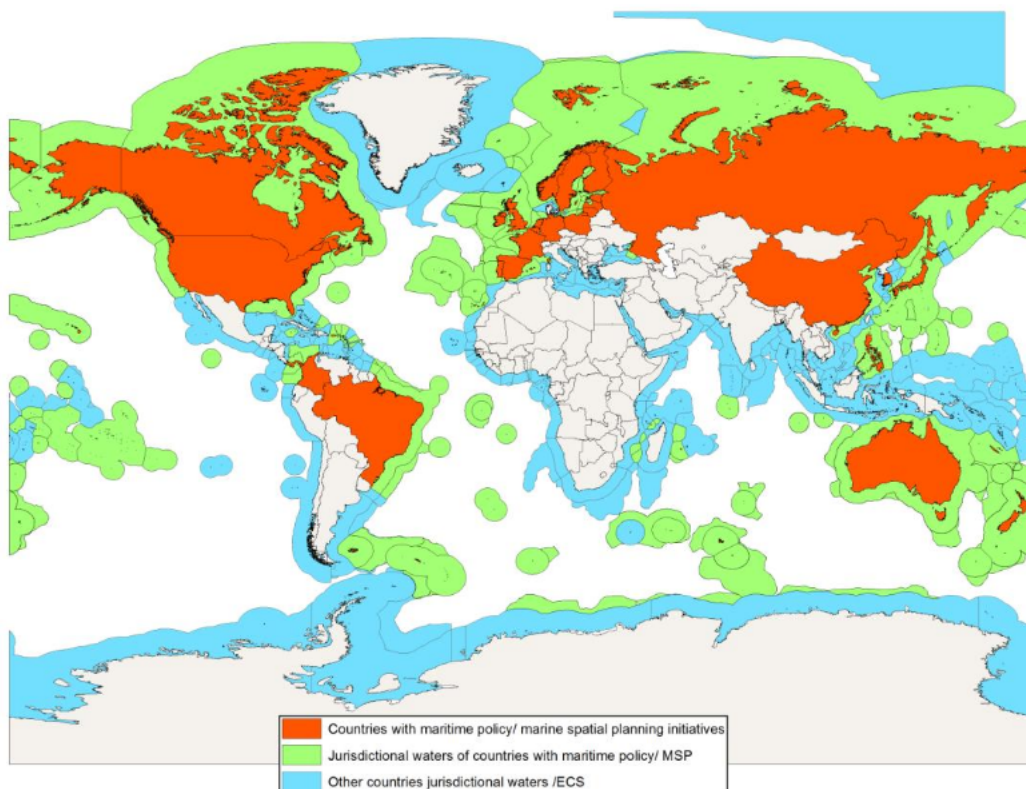 Countries with maritime policy/ marine spatial planning initiatives
Jurisdictional waters of countries with maritime policy/ MSP
Other countries jurisdictional waters /ECS